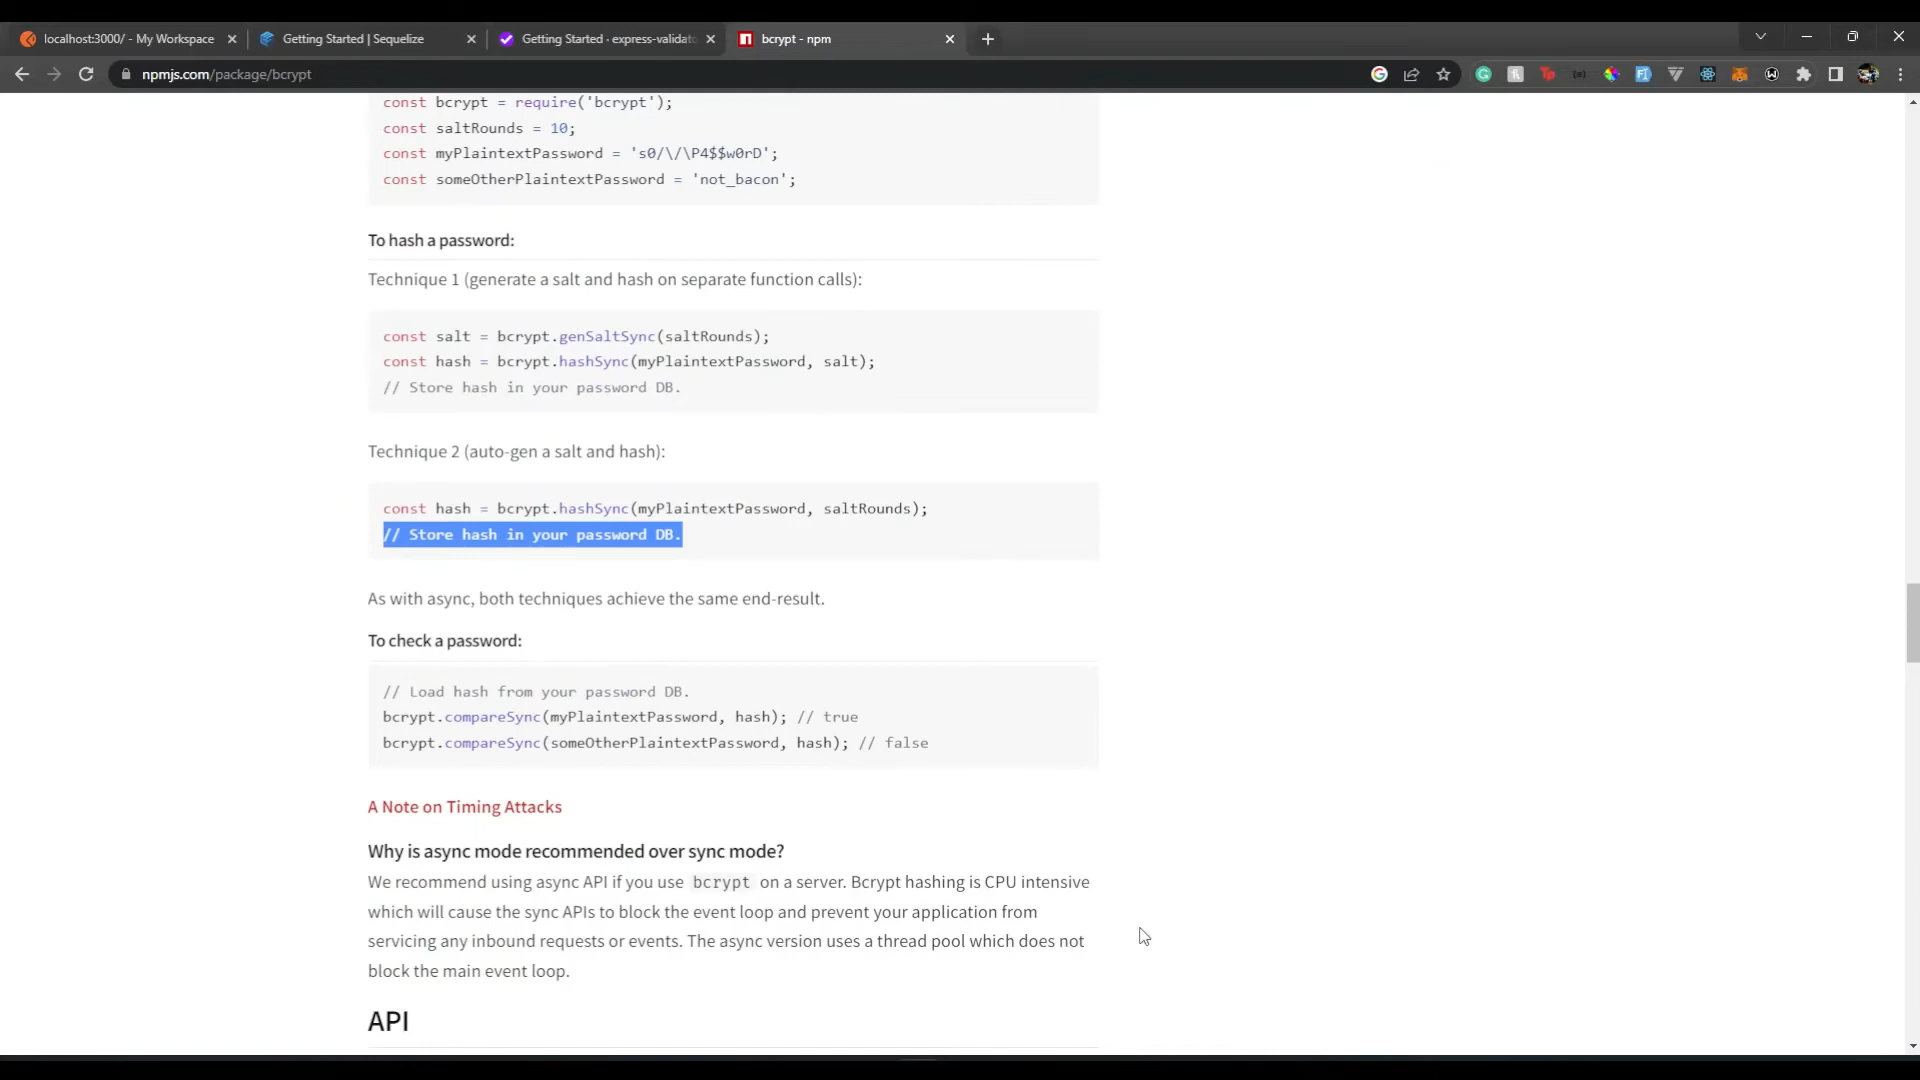 localhost:3000/ - My Workspace
Getting Started | Sequelize
Getting Started · express-validato
bcrypt - npm
npmjs.com/package/bcrypt
const bcrypt = require('bcrypt');
const saltRounds = 10;
const myPlaintextPassword = 's0/\/\P4$$w0rD';
const someOtherPlaintextPassword = 'not_bacon';
To hash a password:
Technique 1 (generate a salt and hash on separate function calls):
const salt = bcrypt.genSaltSync(saltRounds);
const hash = bcrypt.hashSync(myPlaintextPassword, salt);
// Store hash in your password DB.
Technique 2 (auto-gen a salt and hash):
const hash = bcrypt.hashSync(myPlaintextPassword, saltRounds);
// Store hash in your password DB.
As with async, both techniques achieve the same end-result.
To check a password:
// Load hash from your password DB.
bcrypt.compareSync(myPlaintextPassword, hash); // true
bcrypt.compareSync(someOtherPlaintextPassword, hash); // false
A Note on Timing Attacks
Why is async mode recommended over sync mode?
We recommend using async API if you use bcrypt on a server. Bcrypt hashing is CPU intensive
which will cause the sync APIs to block the event loop and prevent your application from
servicing any inbound requests or events. The async version uses a thread pool which does not
block the main event loop.
API